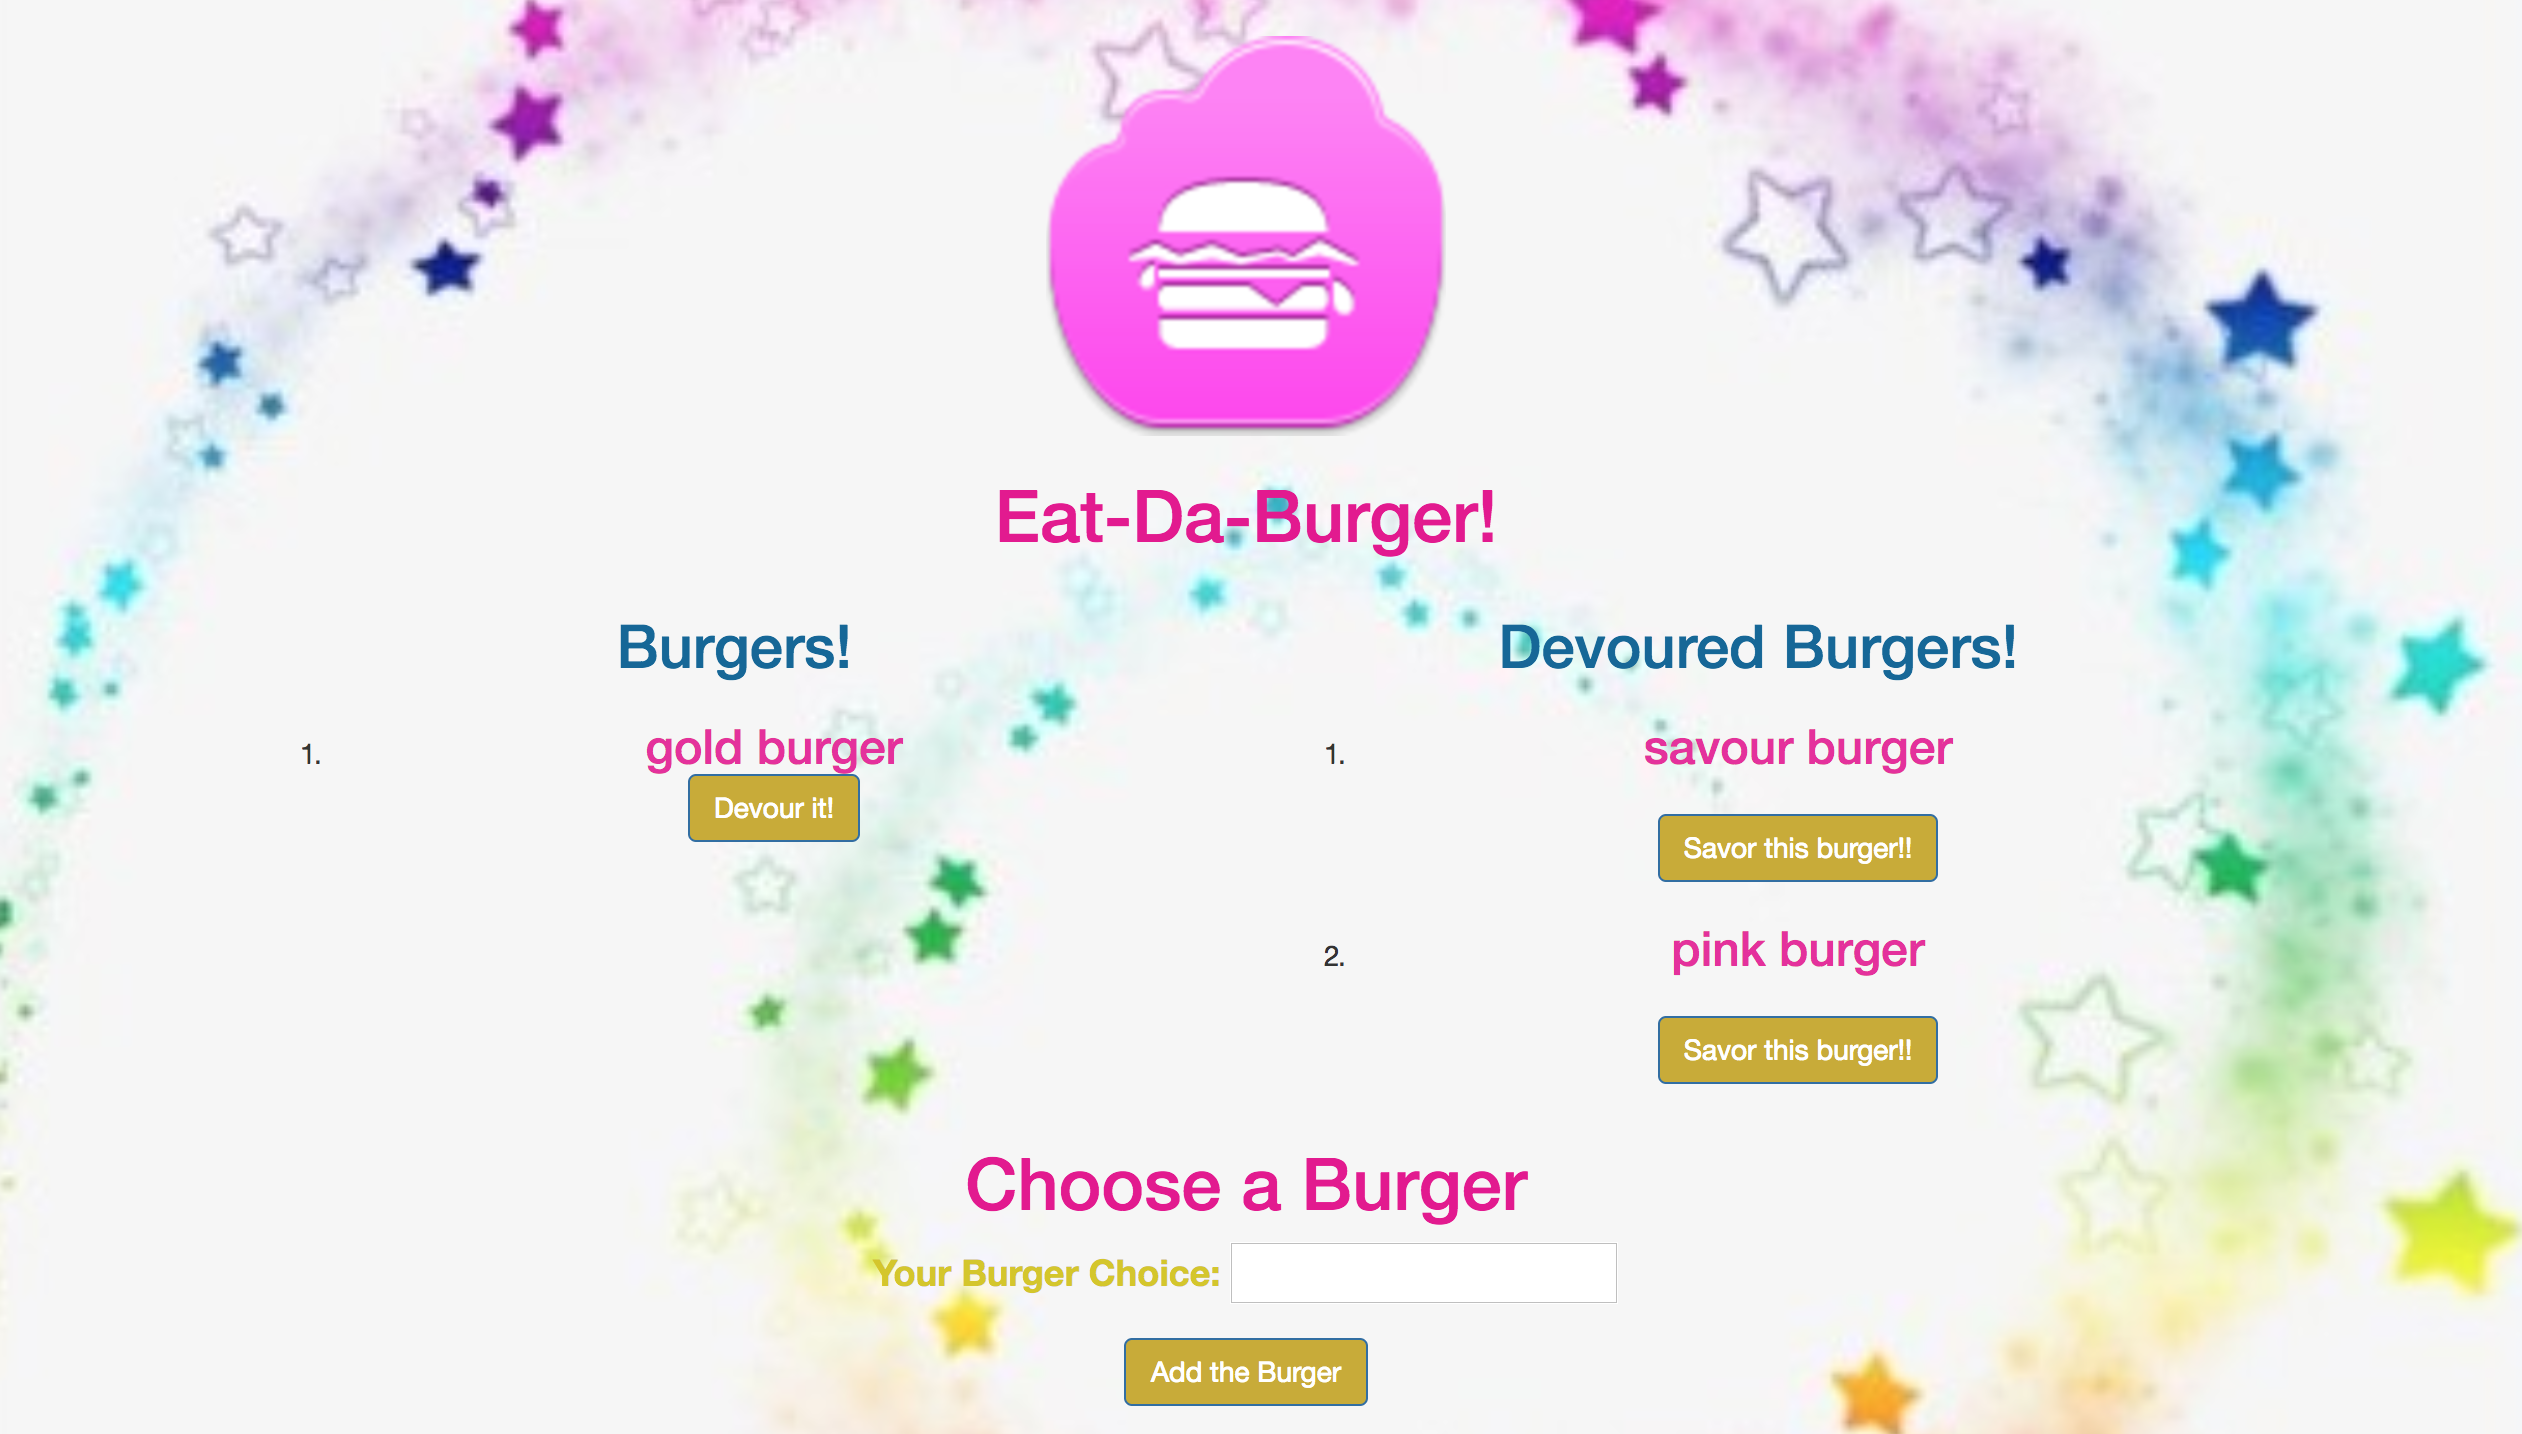 Eat-Da-Burger!
Burgers!
1. gold burger
Devour it!
Devoured Burgers!
1. savour burger
Savor this burger!!
2. pink burger
Savor this burger!!
Choose a Burger
Your Burger Choice:
Add the Burger